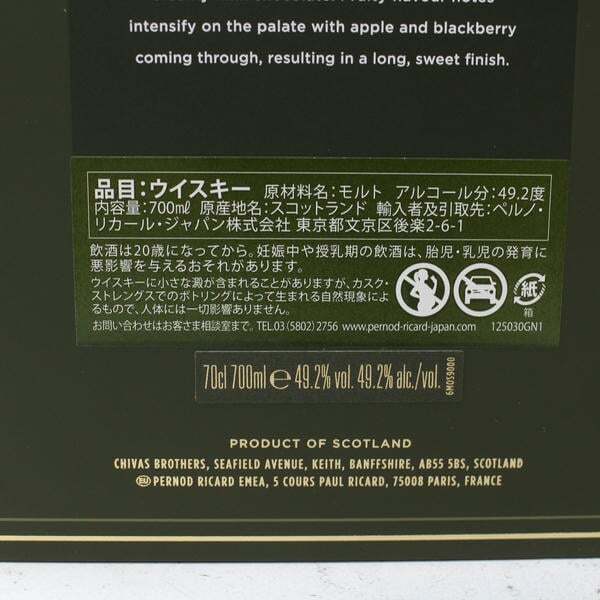 intensify on the palate with apple and blackberry
coming through, resulting in a long, sweet finish.
品目：ウイスキー 原材料名：モルト アルコール分：49.2度
内容量：700mℓ 原産地名：スコットランド 輸入者及引取先：ペルノ・
リカール・ジャパン株式会社 東京都文京区後楽2-6-1
飲酒は20歳になってから。妊娠中や授乳期の飲酒は、胎児・乳児の発育に
悪影響を与えるおそれがあります。
ウイスキーに小さな澱が含まれることがありますが、カスク・
ストレングスでのボトリングによって生まれる自然現象によ
るもので、人体には一切影響ありません。
紙
箱
お問い合わせはお客さま相談室まで。TEL.03(5802)2756 www.pernod-ricard-japan.com 125030GN1
70cl 700ml ℮ 49.2% vol. 49.2% alc./vol.
6MOS9000
PRODUCT OF SCOTLAND
CHIVAS BROTHERS, SEAFIELD AVENUE, KEITH, BANFFSHIRE, AB55 5BS, SCOTLAND
EU PERNOD RICARD EMEA, 5 COURS PAUL RICARD, 75008 PARIS, FRANCE